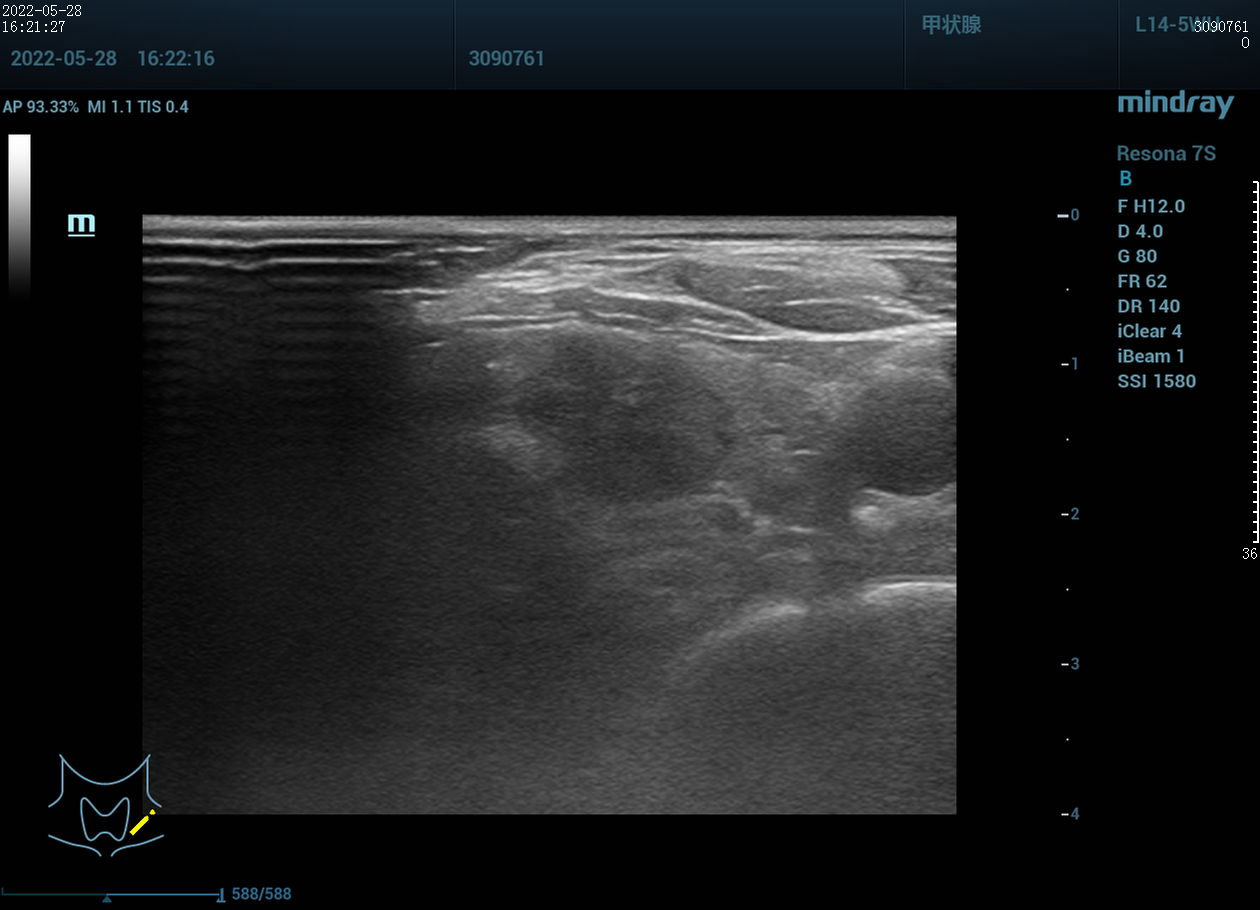 2022-05-28
16:21:27
甲状腺
L14-5WU
3090761
0
2022-05-28 16:22:16
3090761
AP 93.33% MI 1.1 TIS 0.4
mindray
Resona 7S
B
F H12.0
D 4.0
G 80
FR 62
DR 140
iClear 4
iBeam 1
SSI 1580
m
0
1
2
3
4
36
588/588